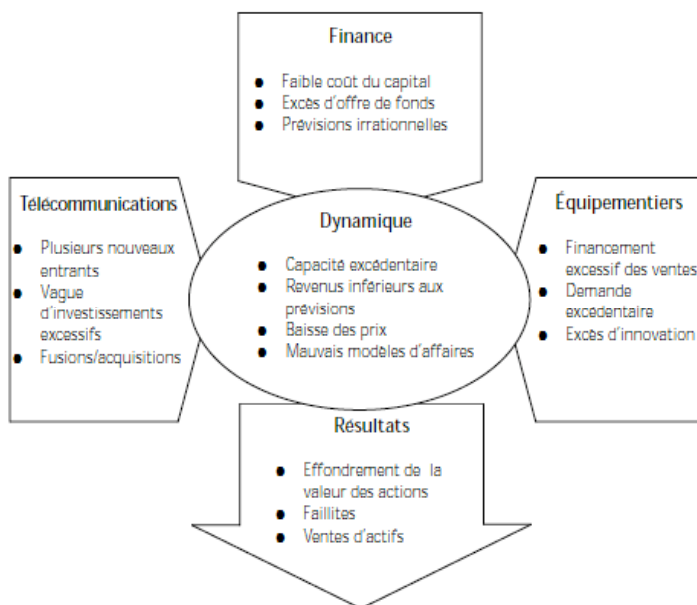 Finance
● Faible coût du capital
● Excès d'offre de fonds
● Prévisions irrationnelles
Télécommunications
● Plusieurs nouveaux
entrants
● Vague
d'investissements
excessifs
● Fusions/acquisitions
Dynamique
● Capacité excédentaire
● Revenus inférieurs aux
prévisions
● Baisse des prix
● Mauvais modèles d'affaires
Équipementiers
● Financement
excessif des ventes
● Demande
excédentaire
● Excès d'innovation
Résultats
● Effondrement de la
valeur des actions
● Faillites
● Ventes d'actifs